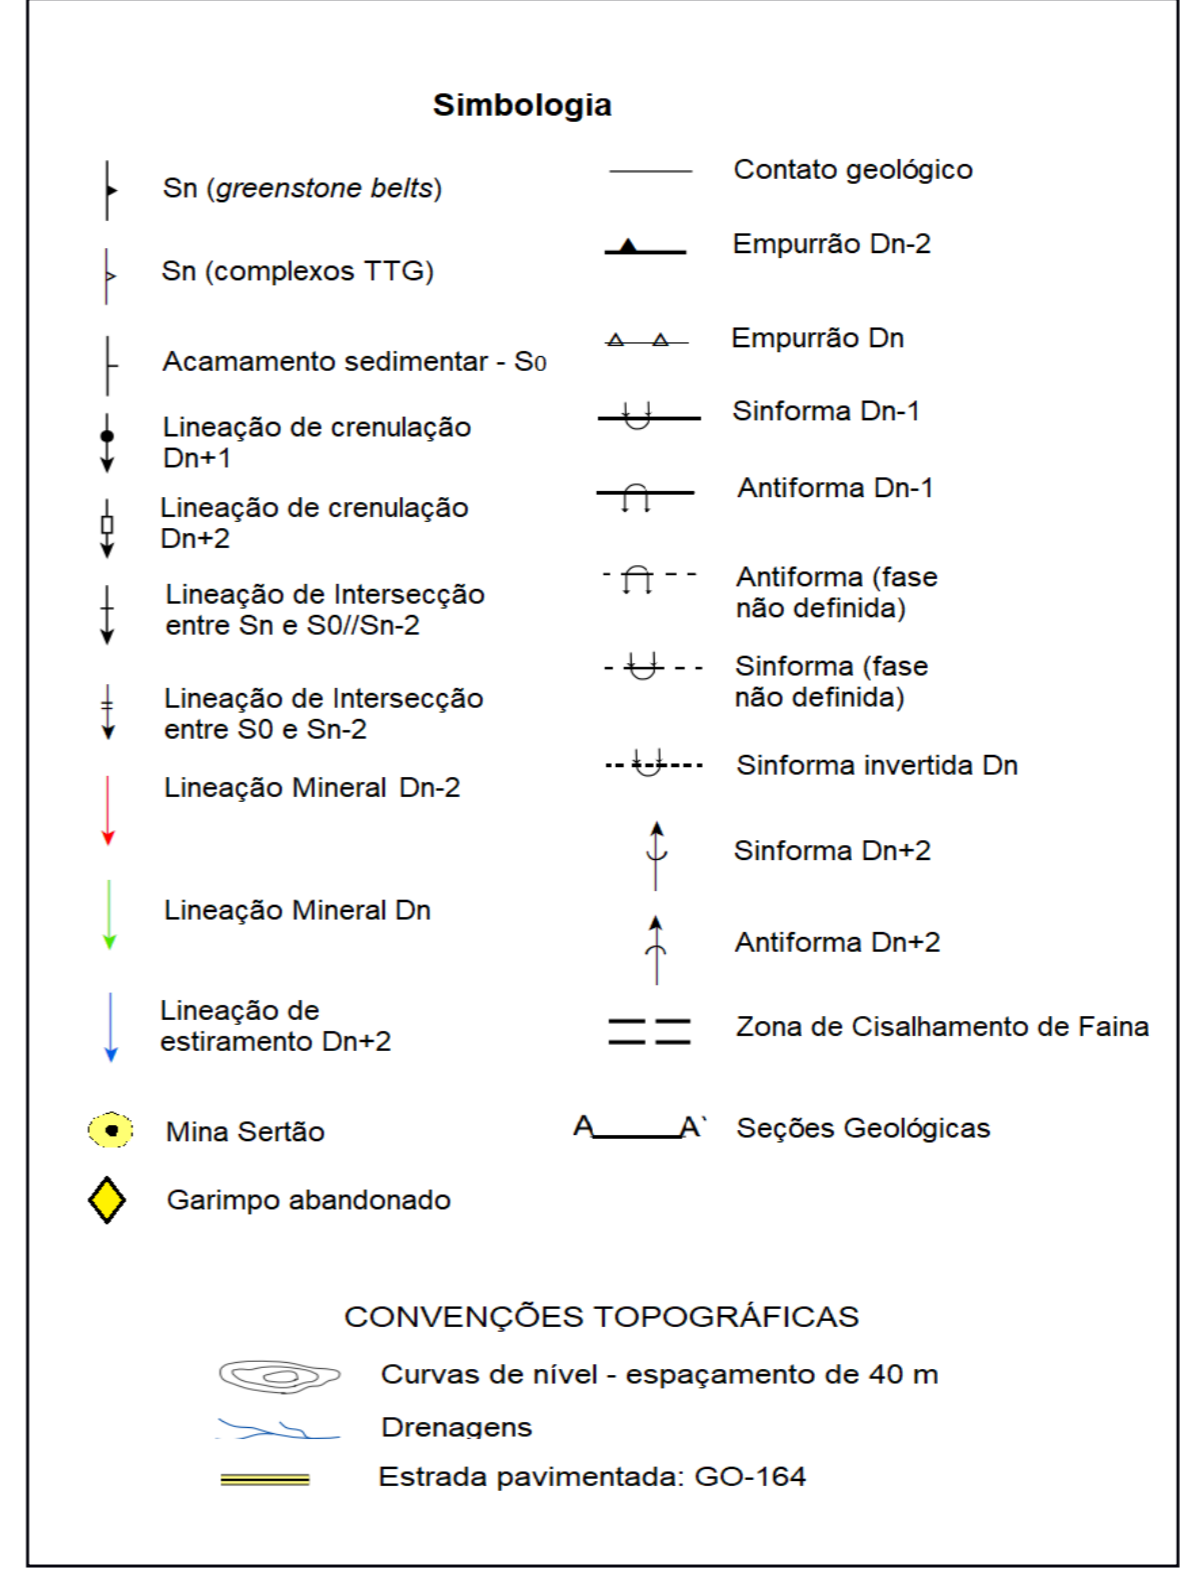 Simbologia
Sn (greenstone belts)
Sn (complexos TTG)
Acamamento sedimentar - S0
Lineação de crenulação
Dn+1
Lineação de crenulação
Dn+2
Lineação de Intersecção
entre Sn e S0//Sn-2
Lineação de Intersecção
entre S0 e Sn-2
Lineação Mineral Dn-2
Lineação Mineral Dn
Lineação de
estiramento Dn+2
Mina Sertão
Garimpo abandonado
Contato geológico
Empurrão Dn-2
Empurrão Dn
Sinforma Dn-1
Antiforma Dn-1
Antiforma (fase
não definida)
Sinforma (fase
não definida)
Sinforma invertida Dn
Sinforma Dn+2
Antiforma Dn+2
Zona de Cisalhamento de Faina
A A` Seções Geológicas
CONVENÇÕES TOPOGRÁFICAS
Curvas de nível - espaçamento de 40 m
Drenagens
Estrada pavimentada: GO-164